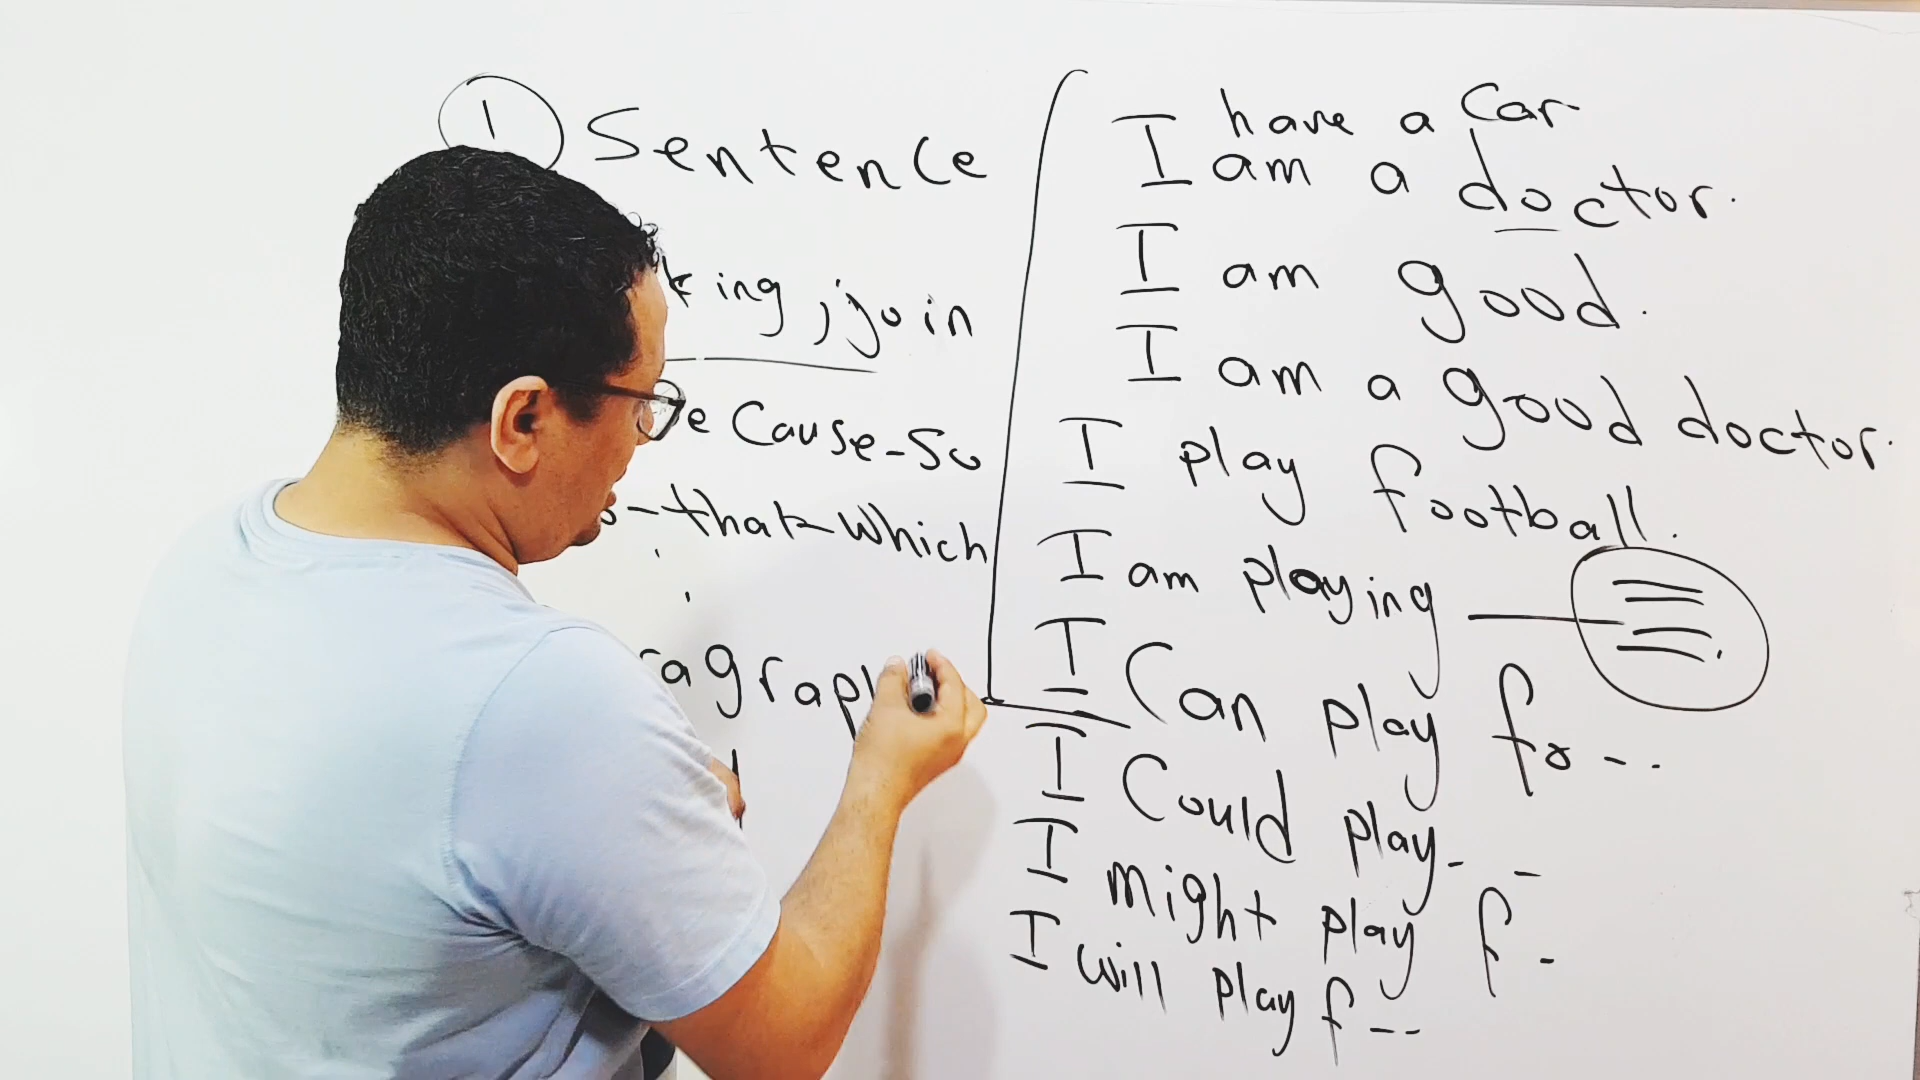 1 Sentence
king, join
e Cause-So
-that-which
ragraph
I have a Car
I am a doctor.
I am good.
I am a good doctor.
I play football.
I am playing
I Can play fo--
I Could play--
I might play f-
I will play f--